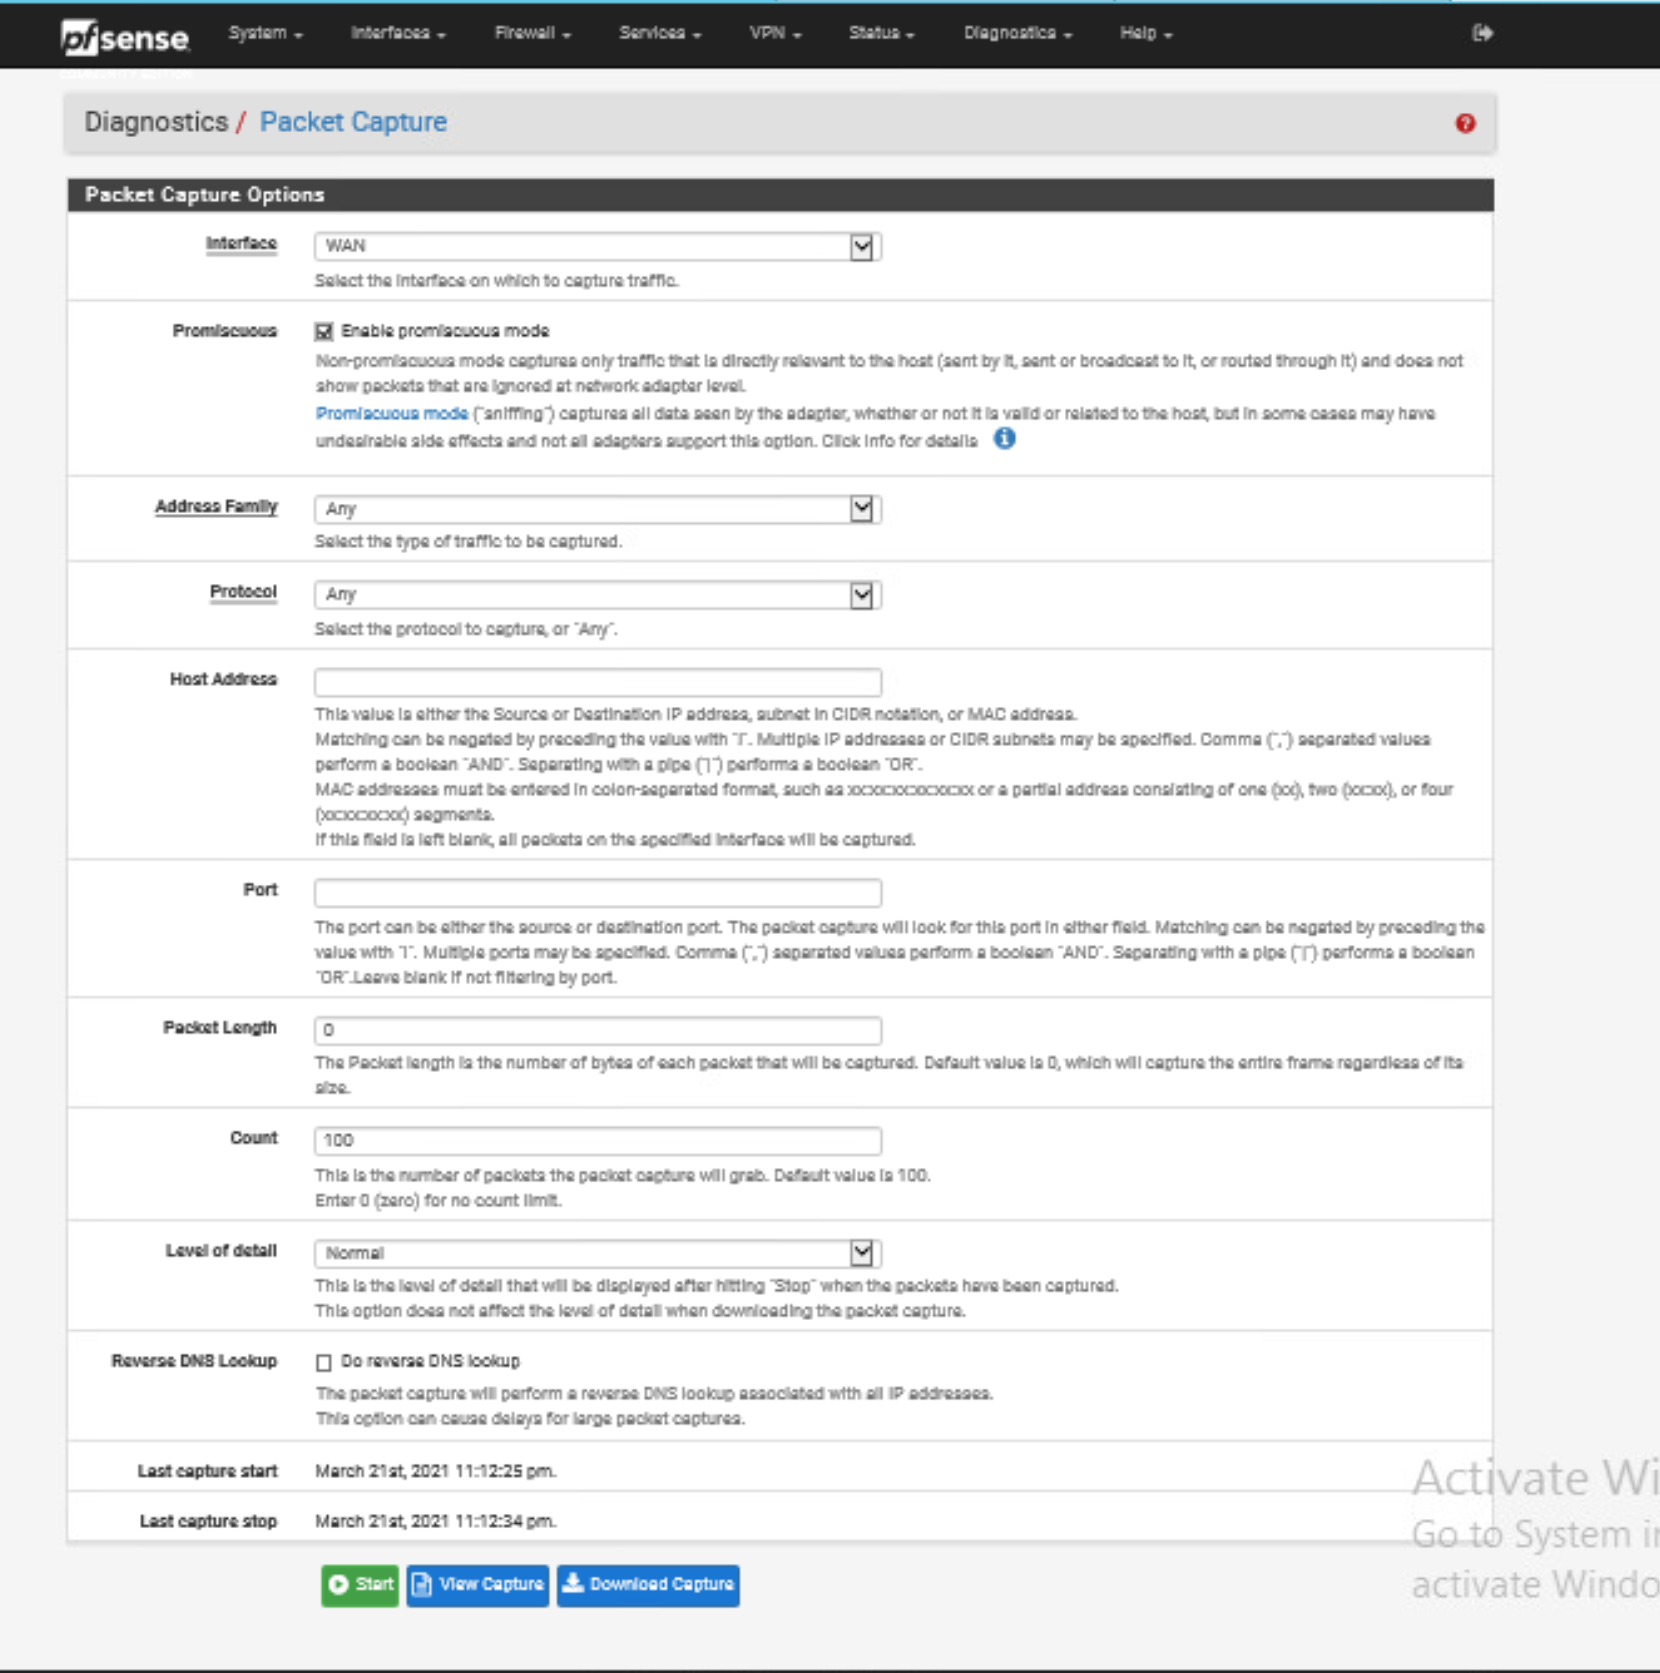 pfsense
COMMUNITY EDITION
System
Interfaces
Firewall
Services
VPN
Status
Diagnostics
Help
Diagnostics / Packet Capture
Packet Capture Options
Interface
WAN
Select the interface on which to capture traffic.
Promiscuous
Enable promiscuous mode
Non-promiscuous mode captures only traffic that is directly relevant to the host (sent by it, sent or broadcast to it, or routed through it) and does not
show packets that are ignored at network adapter level.
Promiscuous mode ("sniffing") captures all data seen by the adapter, whether or not it is valid or related to the host, but in some cases may have
undesirable side effects and not all adapters support this option. Click Info for details
Address Family
Any
Select the type of traffic to be captured.
Protocol
Any
Select the protocol to capture, or "Any".
Host Address
This value is either the Source or Destination IP address, subnet in CIDR notation, or MAC address.
Matching can be negated by preceding the value with "!". Multiple IP addresses or CIDR subnets may be specified. Comma (",") separated values
perform a boolean "AND". Separating with a pipe ("|") performs a boolean "OR".
MAC addresses must be entered in colon-separated format, such as xx:xx:xx:xx:xx:xx or a partial address consisting of one (xx), two (xx:xx), or four
(xx:xx:xx:xx) segments.
If this field is left blank, all packets on the specified interface will be captured.
Port
The port can be either the source or destination port. The packet capture will look for this port in either field. Matching can be negated by preceding the
value with "!". Multiple ports may be specified. Comma (",") separated values perform a boolean "AND". Separating with a pipe ("|") performs a boolean
"OR".Leave blank if not filtering by port.
Packet Length
0
The Packet length is the number of bytes of each packet that will be captured. Default value is 0, which will capture the entire frame regardless of its
size.
Count
100
This is the number of packets the packet capture will grab. Default value is 100.
Enter 0 (zero) for no count limit.
Level of detail
Normal
This is the level of detail that will be displayed after hitting "Stop" when the packets have been captured.
This option does not affect the level of detail when downloading the packet capture.
Reverse DNS Lookup
Do reverse DNS lookup
The packet capture will perform a reverse DNS lookup associated with all IP addresses.
This option can cause delays for large packet captures.
Last capture start
March 21st, 2021 11:12:25 pm.
Last capture stop
March 21st, 2021 11:12:34 pm.
Start
View Capture
Download Capture
Activate Wi
Go to System in
activate Windo